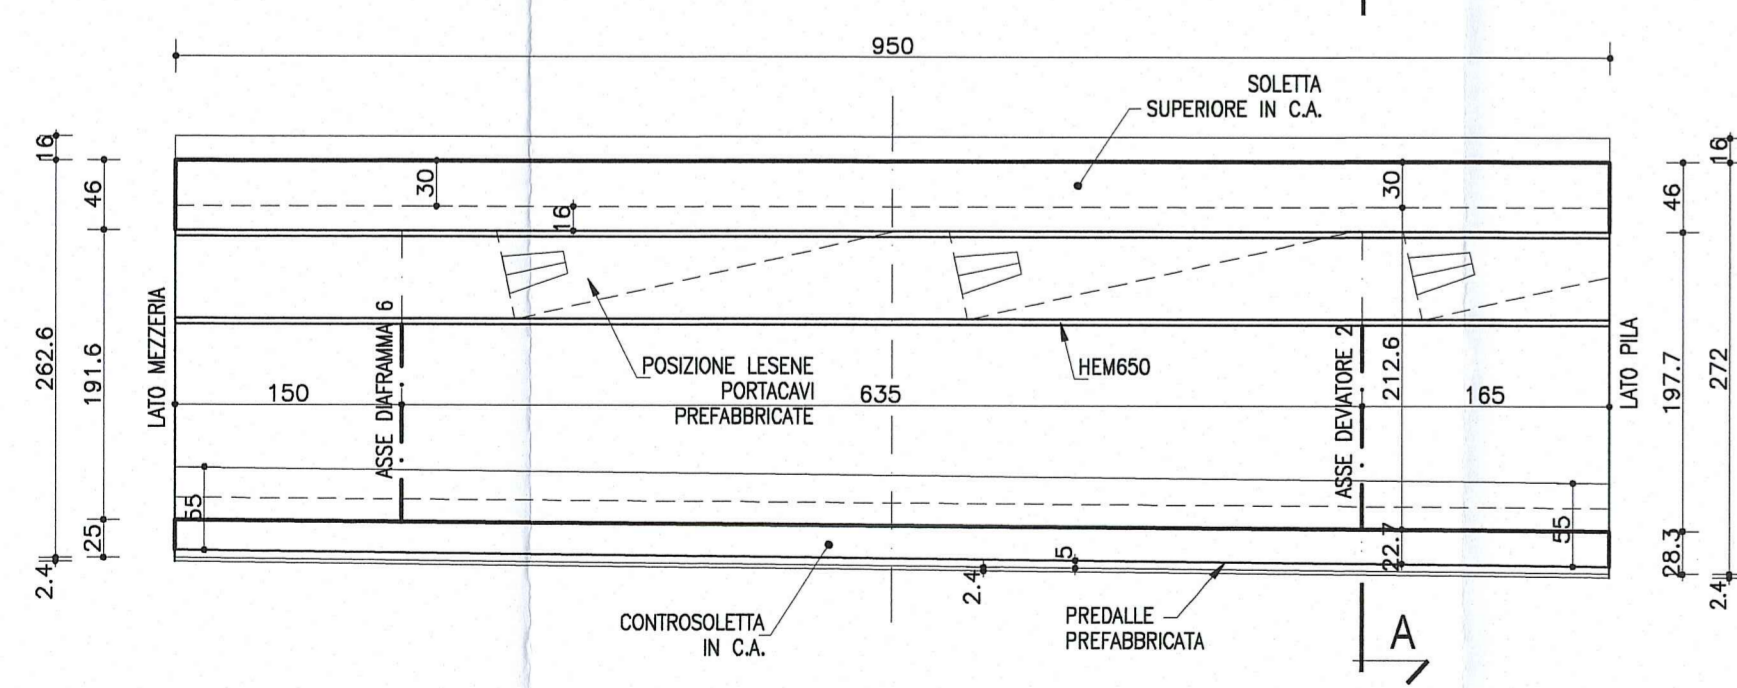 950
SOLETTA
SUPERIORE IN C.A.
16
46
30
16
262.6
191.6
25
2.4
LATO MEZZERIA
150
55
ASSE DIAFRAMMA 6
POSIZIONE LESENE
PORTACAVI
PREFABBRICATE
635
HEM650
ASSE DEVIATORE 2
30
212.6
22.7
165
55
LATO PILA
16
46
197.7
28.3
272
2.4
5
2.4
CONTROSOLETTA
IN C.A.
PREDALLE
PREFABBRICATA
A